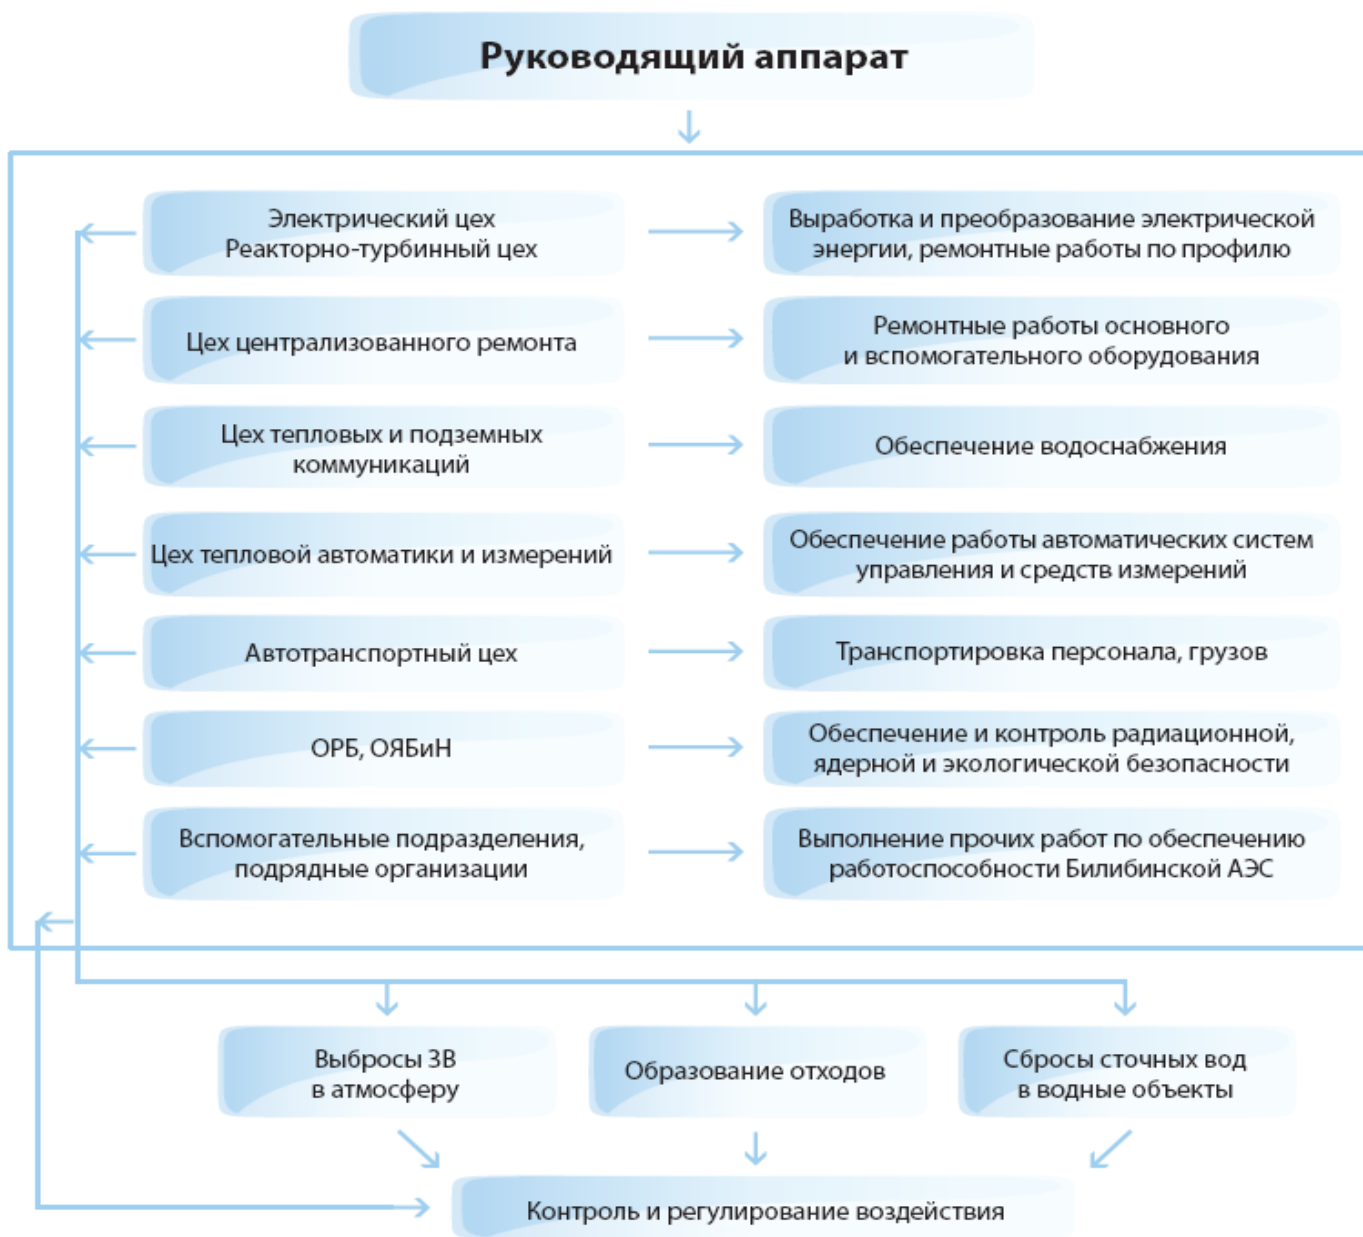 Руководящий аппарат
Электрический цех
Реакторно-турбинный цех
Выработка и преобразование электрической
энергии, ремонтные работы по профилю
Цех централизованного ремонта
Ремонтные работы основного
и вспомогательного оборудования
Цех тепловых и подземных
коммуникаций
Обеспечение водоснабжения
Цех тепловой автоматики и измерений
Обеспечение работы автоматических систем
управления и средств измерений
Автотранспортный цех
Транспортировка персонала, грузов
ОРБ, ОЯБиН
Обеспечение и контроль радиационной,
ядерной и экологической безопасности
Вспомогательные подразделения,
подрядные организации
Выполнение прочих работ по обеспечению
работоспособности Билибинской АЭС
Выбросы ЗВ
в атмосферу
Образование отходов
Сбросы сточных вод
в водные объекты
Контроль и регулирование воздействия